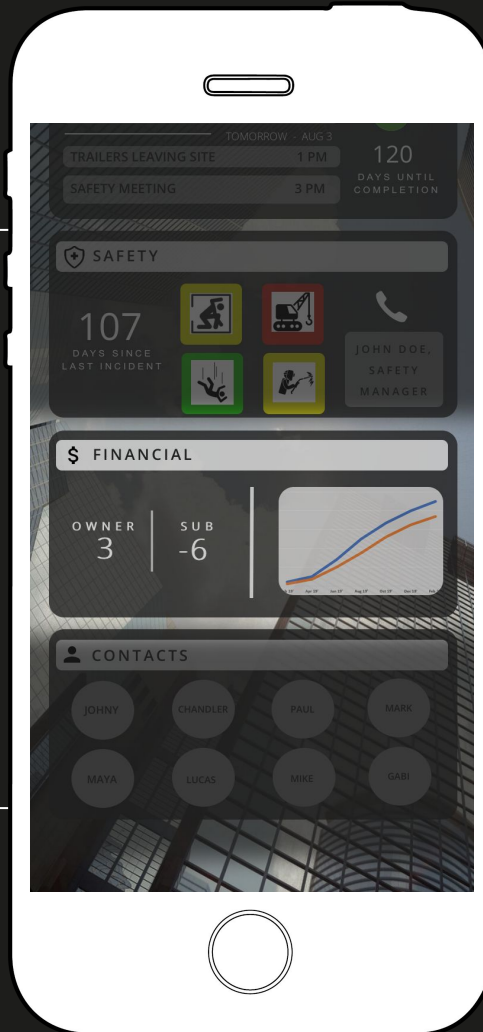 TOMORROW - AUG 3
TRAILERS LEAVING SITE 1 PM
SAFETY MEETING 3 PM
120
DAYS UNTIL
COMPLETION
SAFETY
107
DAYS SINCE
LAST INCIDENT
JOHN DOE,
SAFETY
MANAGER
$ FINANCIAL
OWNER
3
SUB
-6
CONTACTS
JOHNY CHANDLER PAUL MARK
MAYA LUCAS MIKE GABI